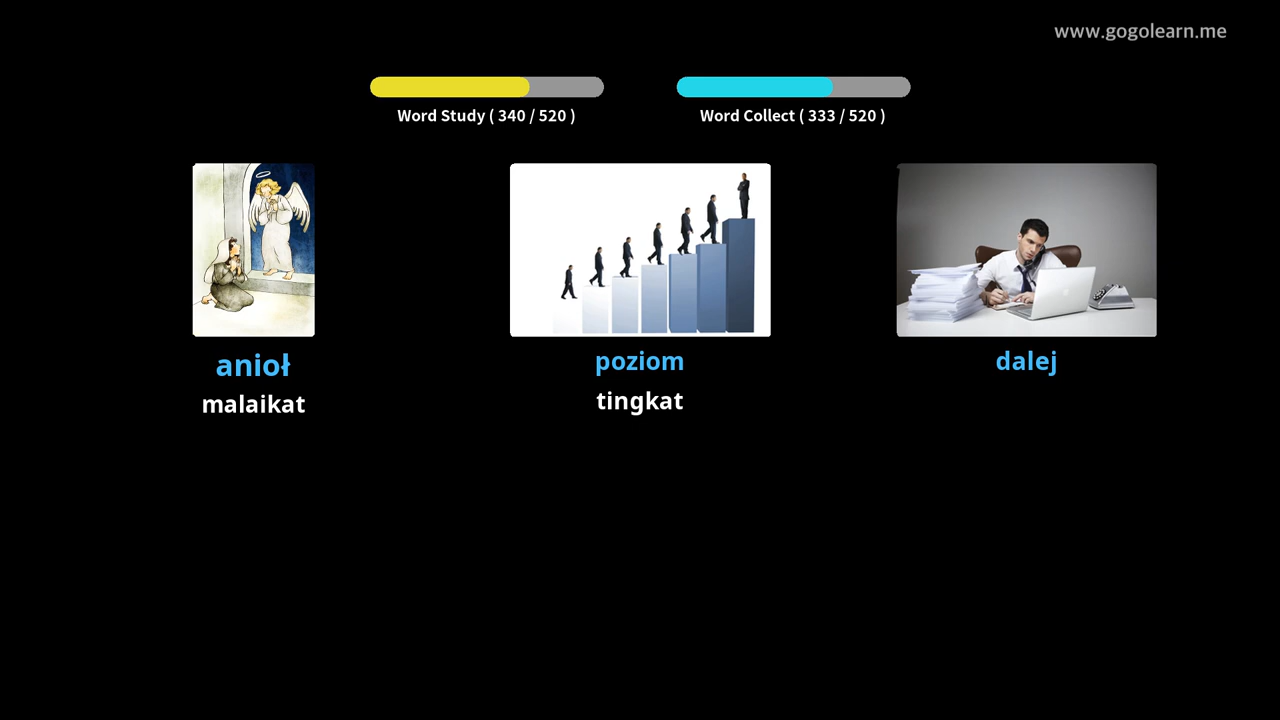 www.gogolearn.me
Word Study ( 340 / 520 )
Word Collect ( 333 / 520 )
anioł
malaikat
poziom
tingkat
dalej